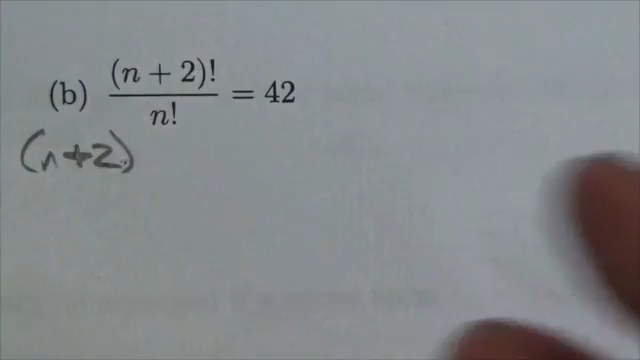 (b) (n + 2)! / n! = 42
(n+2)